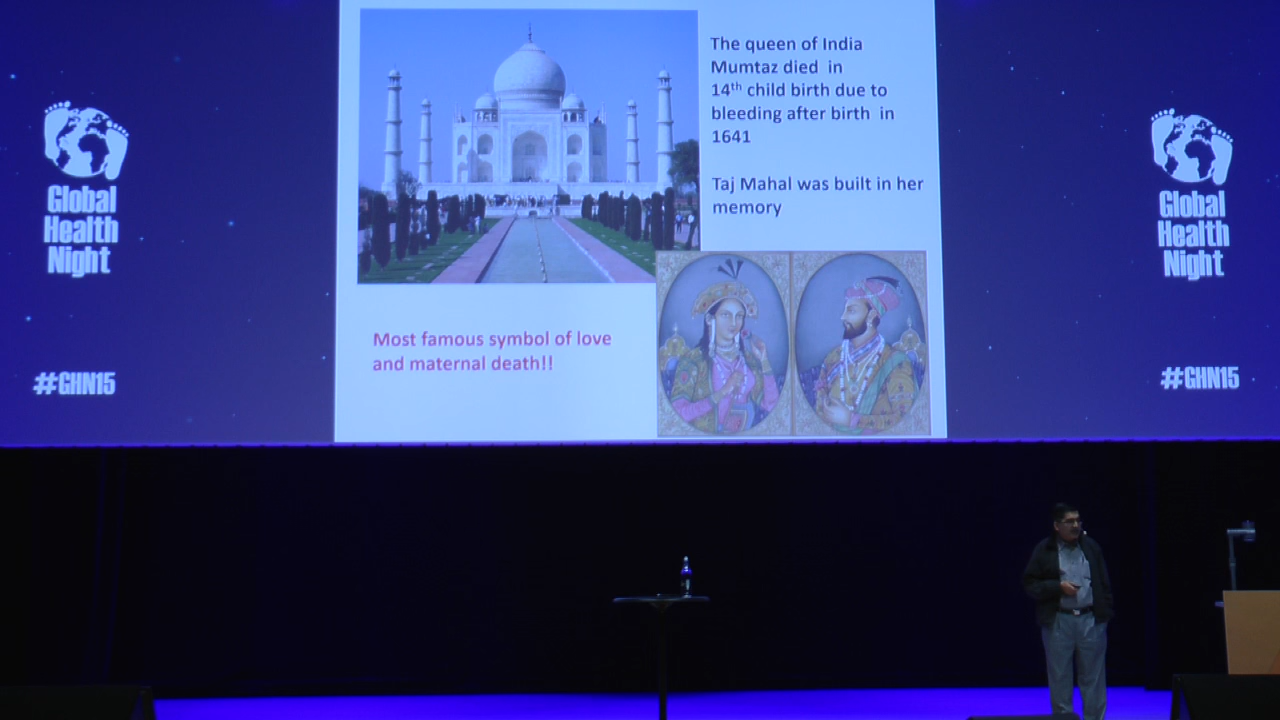 The queen of India
Mumtaz died in
14th child birth due to
bleeding after birth in
1641
Taj Mahal was built in her
memory
Most famous symbol of love
and maternal death!!
Global
Health
Night
#GHN15
Global
Health
Night
#GHN15